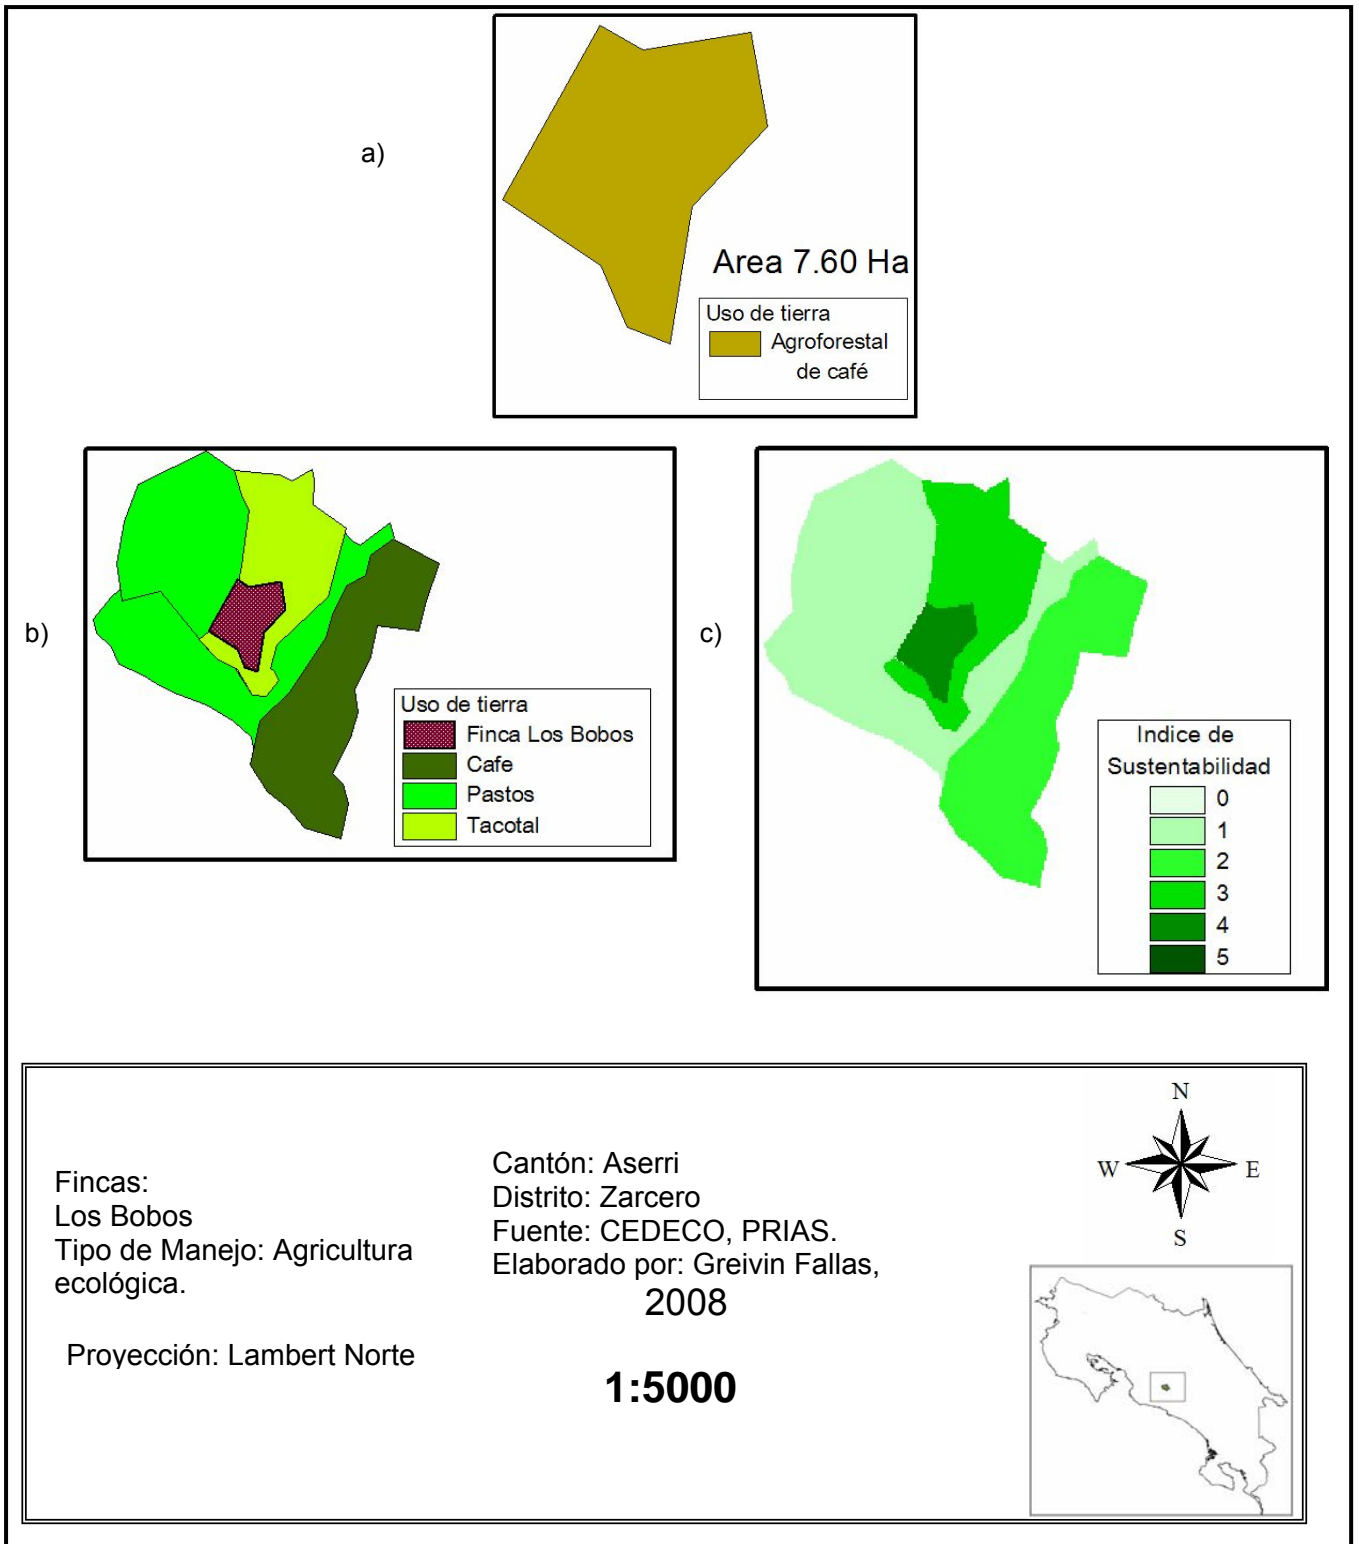 a)
Area 7.60 Ha
Uso de tierra
Agroforestal
de café
b)
Uso de tierra
Finca Los Bobos
Cafe
Pastos
Tacotal
c)
Indice de
Sustentabilidad
0
1
2
3
4
5
Fincas:
Los Bobos
Tipo de Manejo: Agricultura
ecológica.
Proyección: Lambert Norte
Cantón: Aserri
Distrito: Zarcero
Fuente: CEDECO, PRIAS.
Elaborado por: Greivin Fallas,
2008
1:5000
N
W
E
S